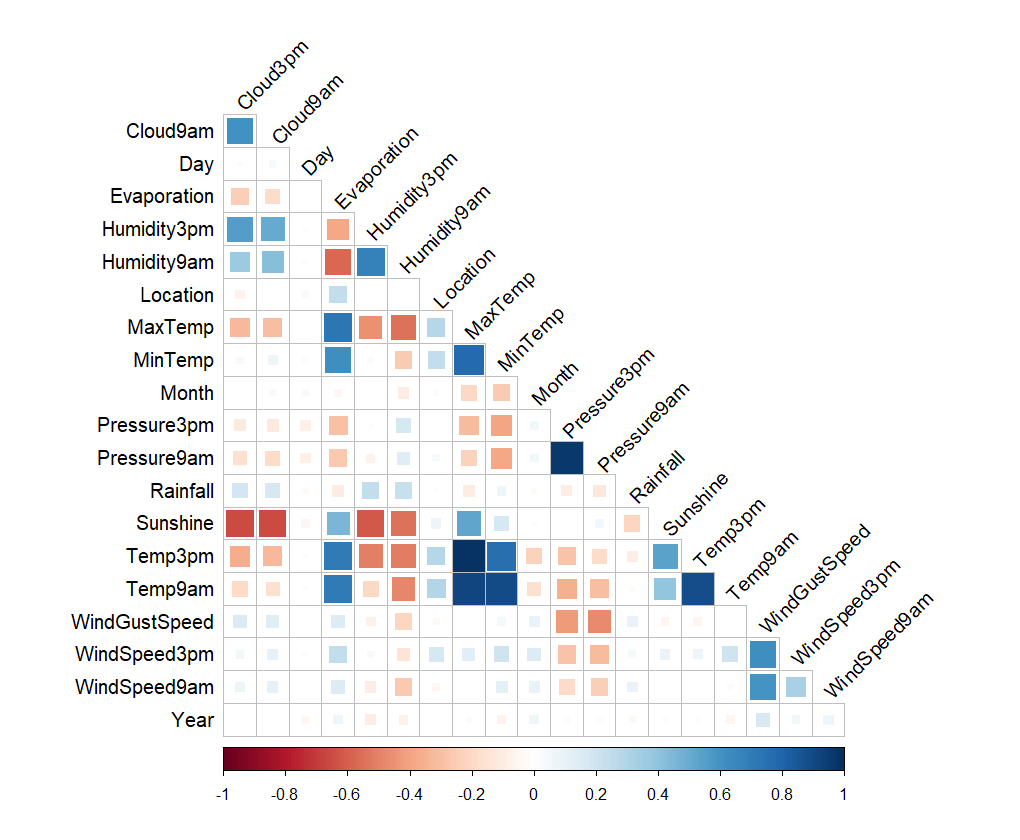 Cloud3pm
Cloud9am
Cloud9am
Day
Day
Evaporation
Evaporation
Humidity3pm
Humidity3pm
Humidity9am
Humidity9am
Location
Location
MaxTemp
MaxTemp
MinTemp
MinTemp
Month
Month
Pressure3pm
Pressure3pm
Pressure9am
Pressure9am
Rainfall
Rainfall
Sunshine
Sunshine
Temp3pm
Temp3pm
Temp9am
Temp9am
WindGustSpeed
WindGustSpeed
WindSpeed3pm
WindSpeed3pm
WindSpeed9am
WindSpeed9am
Year
-1 -0.8 -0.6 -0.4 -0.2 0 0.2 0.4 0.6 0.8 1